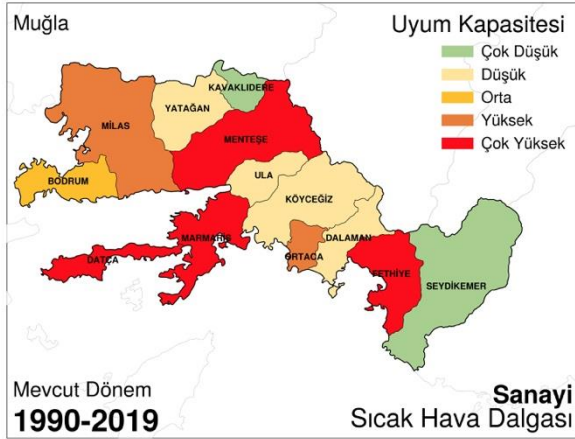 Muğla
Uyum Kapasitesi
Çok Düşük
Düşük
Orta
Yüksek
Çok Yüksek
KAVAKLIDERE
YATAĞAN
MİLAS
MENTEŞE
ULA
BODRUM
KÖYCEĞİZ
MARMARİS
DALAMAN
DATÇA
ORTACA
FETHİYE
SEYDİKEMER
Mevcut Dönem
1990-2019
Sanayi
Sıcak Hava Dalgası